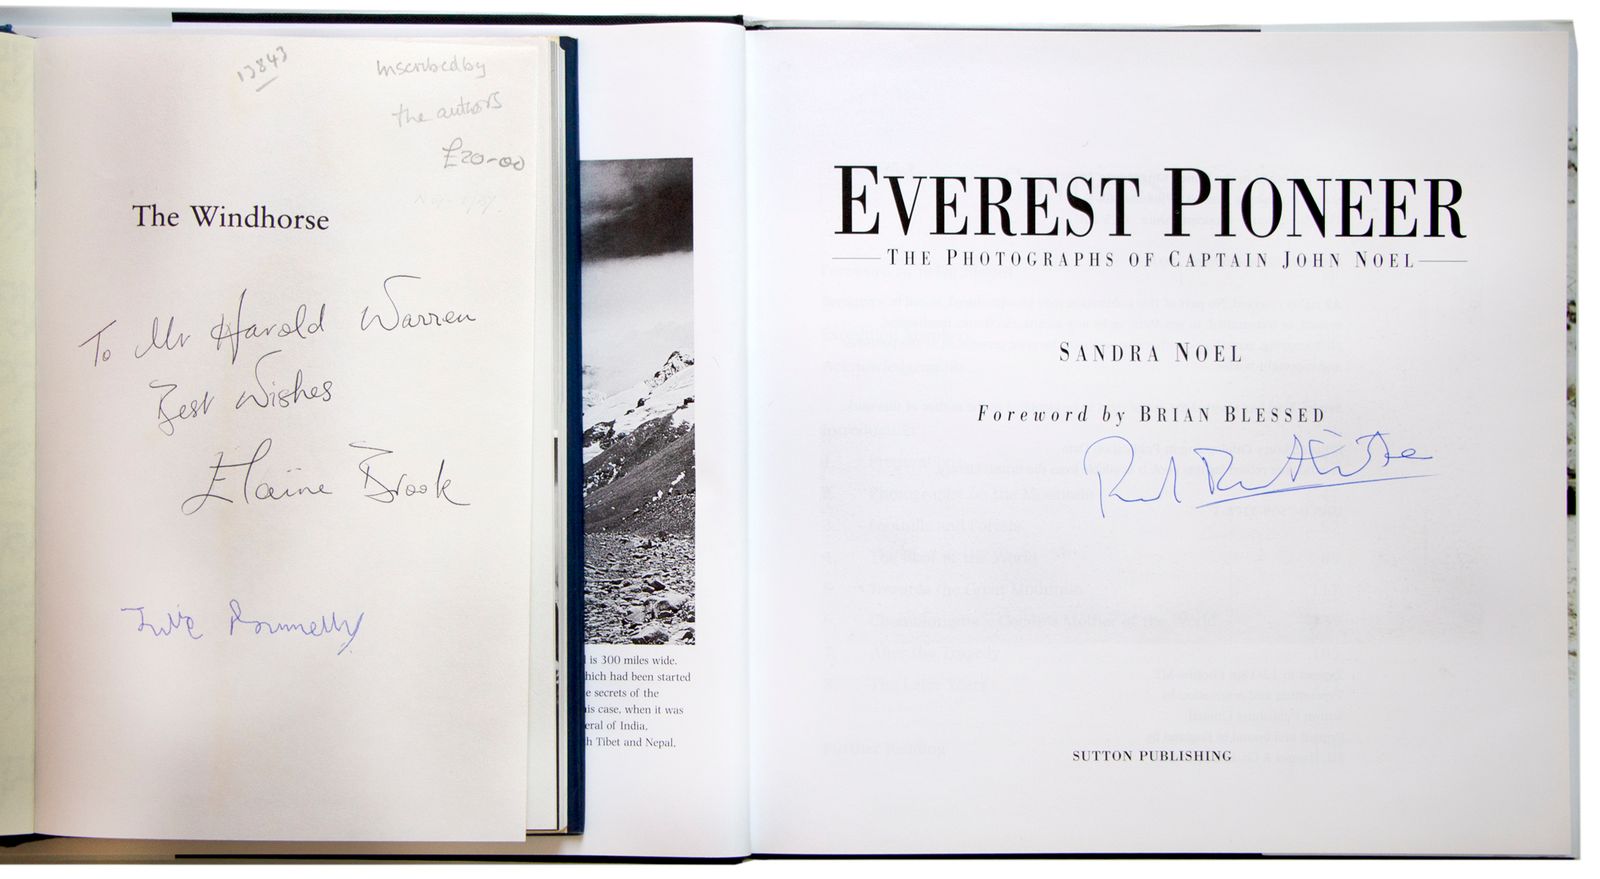 13843
Inscribed by
the authors
£20-00
The Windhorse
To Mr Harold Warren
Best Wishes
Elaine Brook
Julie Donnelly
l is 300 miles wide.
hich had been started
e secrets of the
is case, when it was
eral of India.
h Tibet and Nepal,
EVEREST PIONEER
THE PHOTOGRAPHS OF CAPTAIN JOHN NOEL
SANDRA NOEL
Foreword by BRIAN BLESSED
SUTTON PUBLISHING